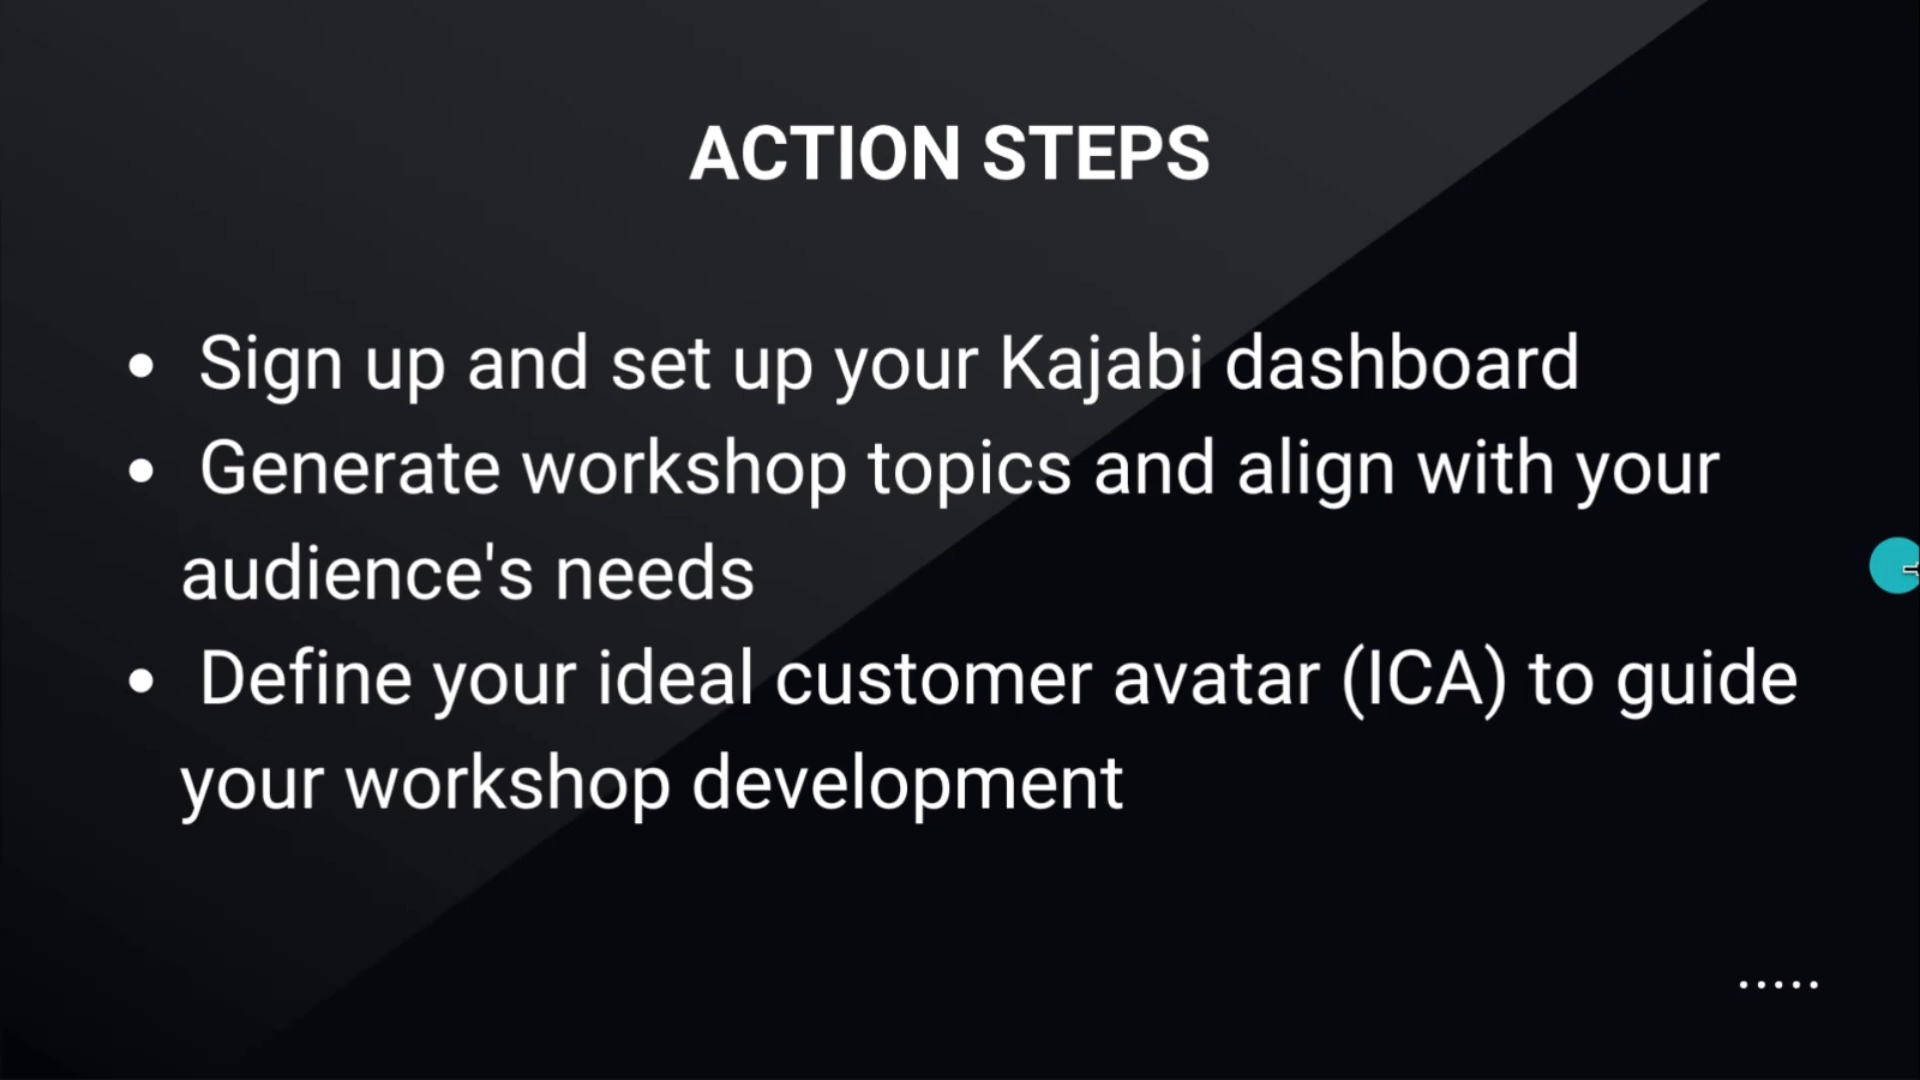 ACTION STEPS
• Sign up and set up your Kajabi dashboard
• Generate workshop topics and align with your
audience's needs
• Define your ideal customer avatar (ICA) to guide
your workshop development